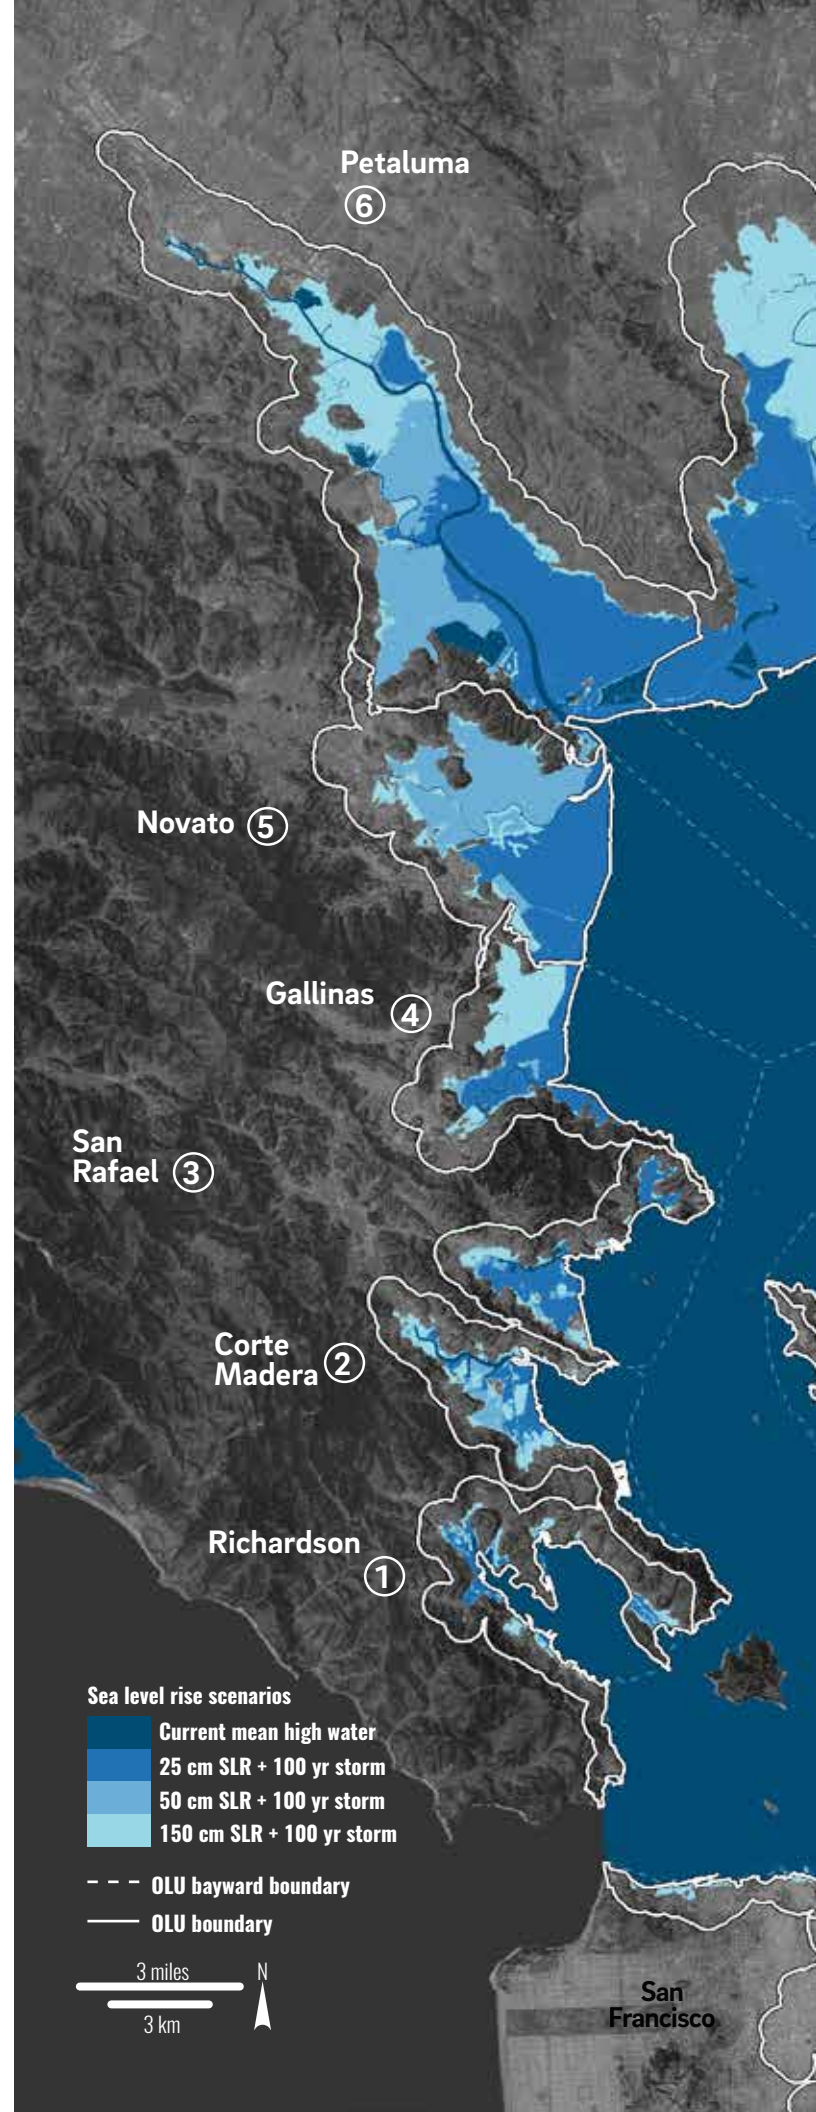 Petaluma
6
Novato 5
Gallinas
4
San
Rafael 3
Corte
Madera 2
Richardson
1
Sea level rise scenarios
Current mean high water
25 cm SLR + 100 yr storm
50 cm SLR + 100 yr storm
150 cm SLR + 100 yr storm
OLU bayward boundary
OLU boundary
3 miles
N
3 km
San
Francisco